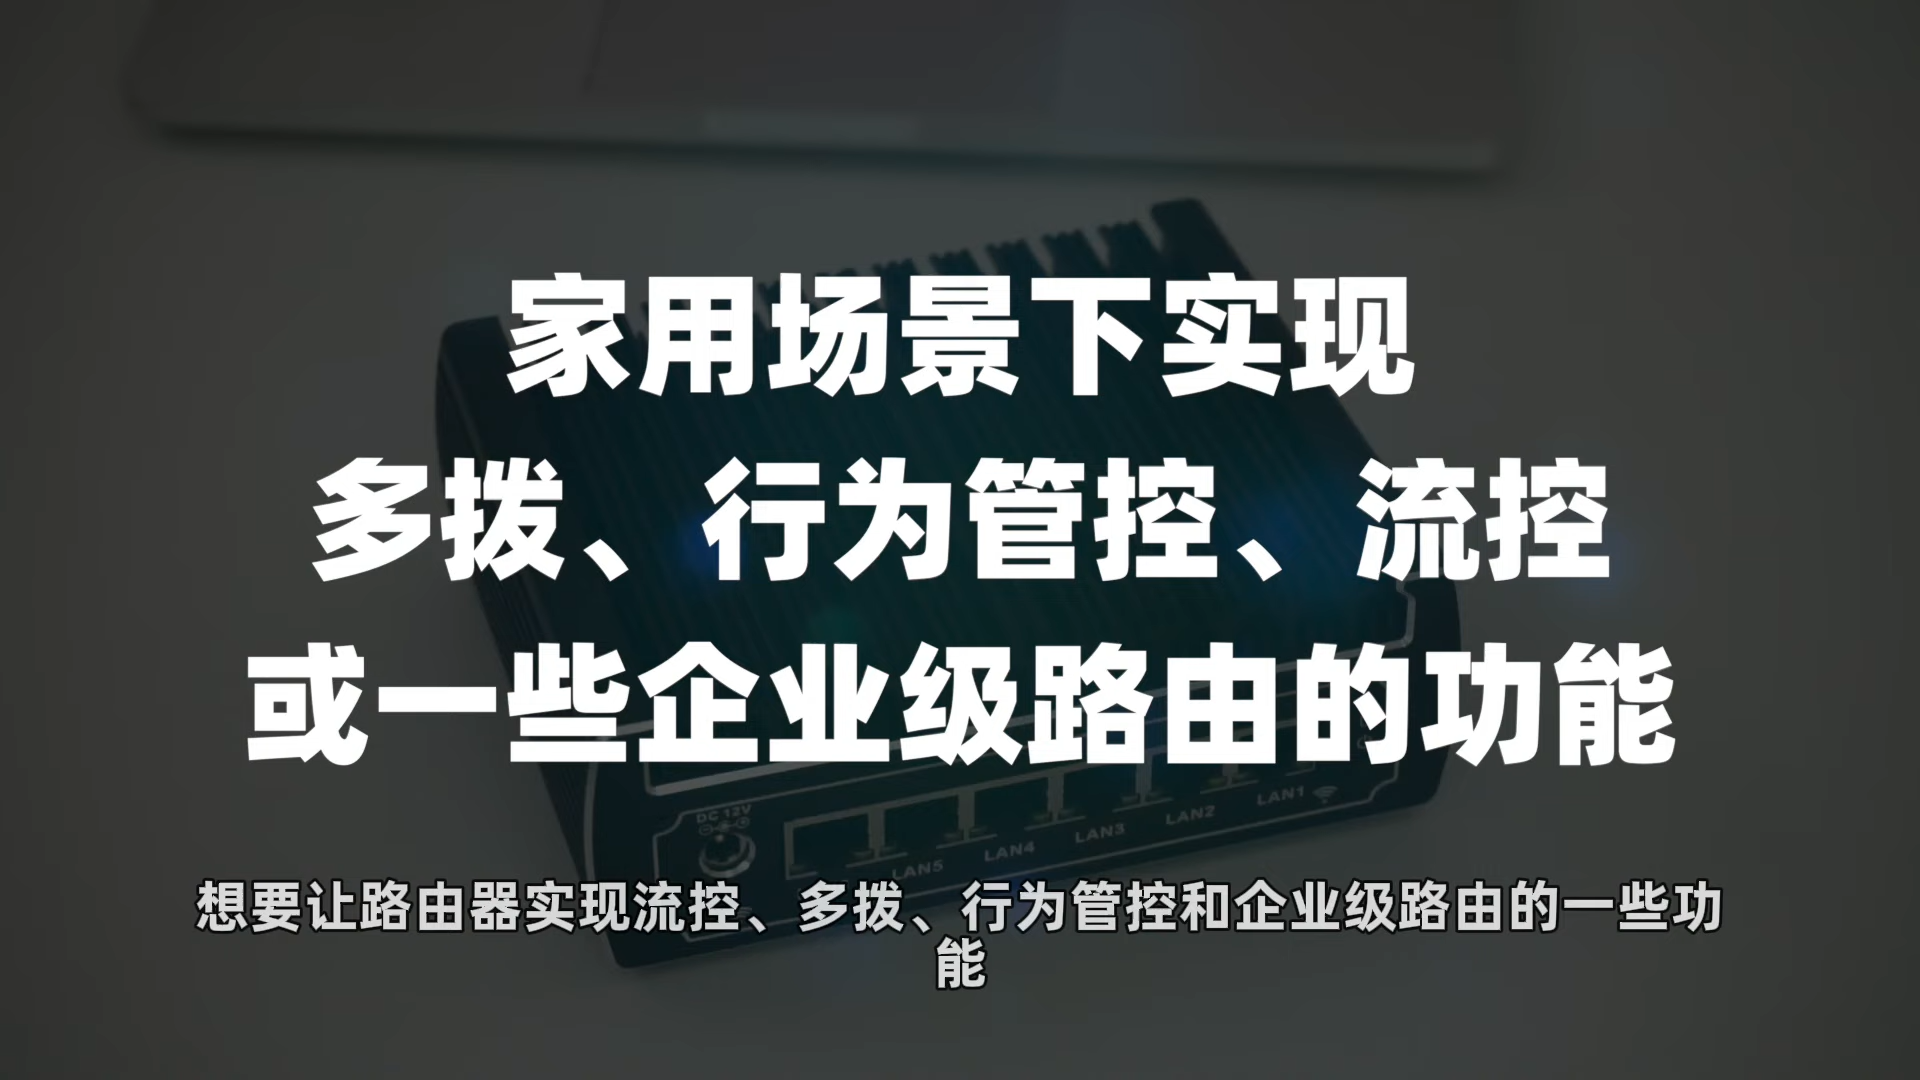 家用场景下实现
多拨、行为管控、流控
或一些企业级路由的功能
DC 12V
LAN5
LAN4
LAN3
LAN2
LAN1
想要让路由器实现流控、多拨、行为管控和企业级路由的一些功
能